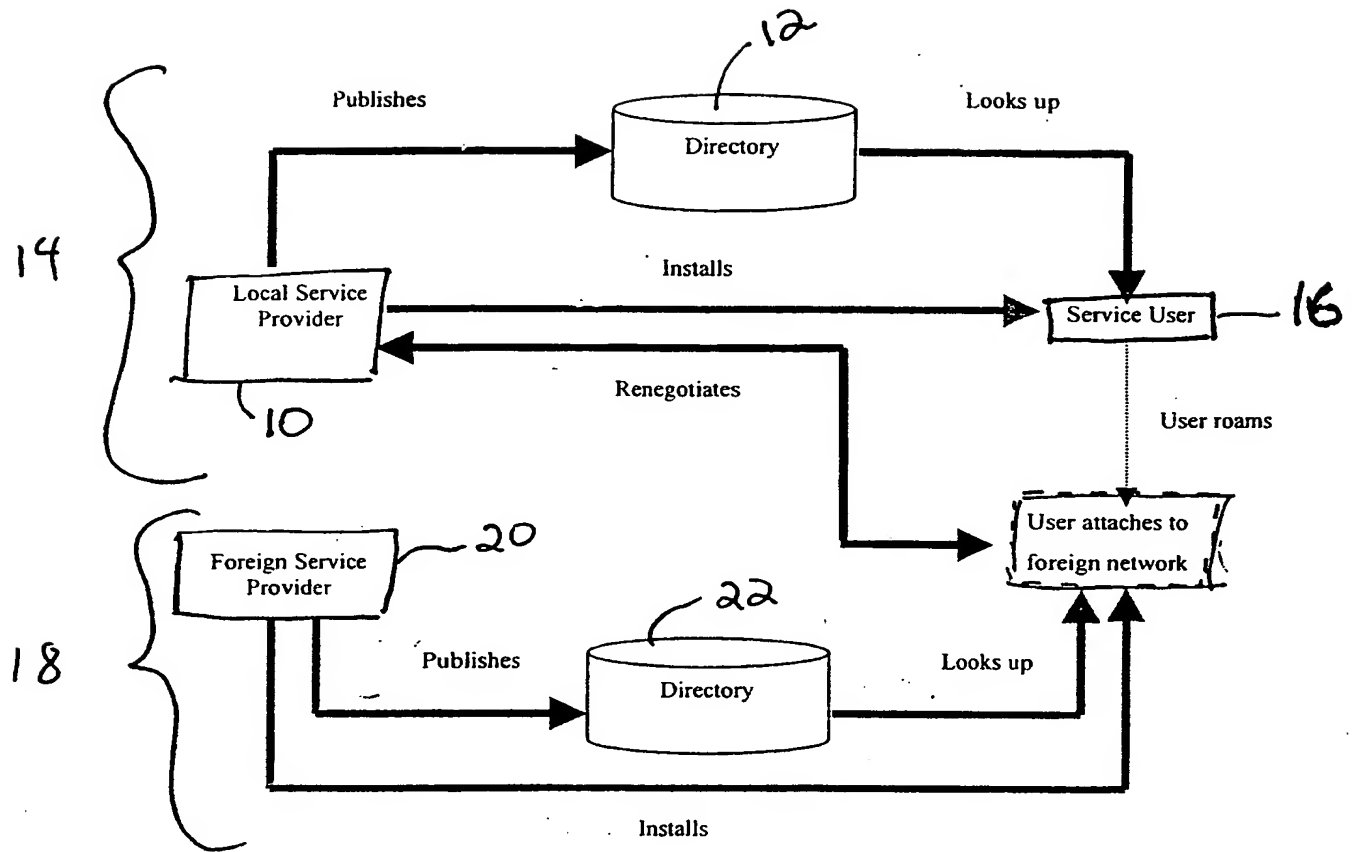 12
Publishes
Looks up
Directory
14
Installs
Local Service
Provider
Service User
16
Renegotiates
10
User roams
User attaches to
foreign network
20
Foreign Service
Provider
22
18
Publishes
Looks up
Directory
Installs